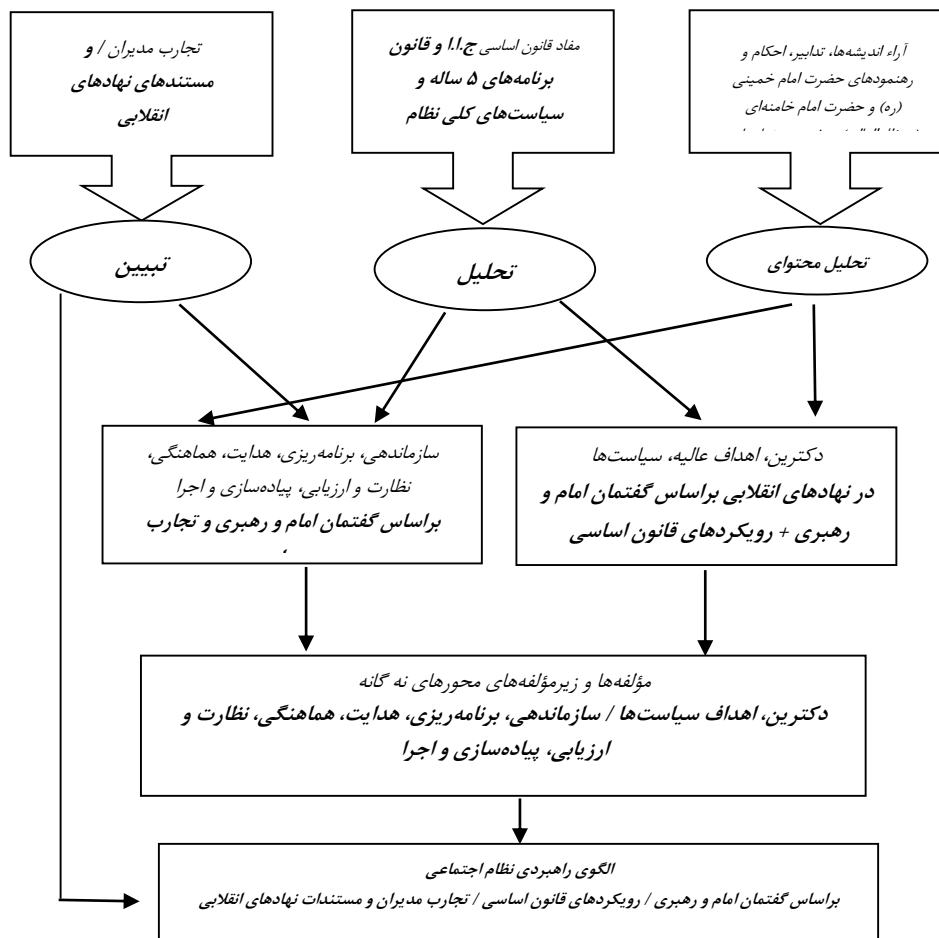 آراء اندیشه‌ها، تدابیر، احکام و
رهنمودهای حضرت امام خمینی
(ره) و حضرت امام خامنه‌ای
مفاد قانون اساسی ج.ا.ا و قانون
برنامه‌های ۵ ساله و
سیاست‌های کلی نظام
تجارب مدیران / و
مستندهای نهادهای
انقلابی
تحلیل محتوای
تحلیل
تبیین
دکترین، اهداف عالیه، سیاست‌ها
در نهادهای انقلابی براساس گفتمان امام و
رهبری + رویکردهای قانون اساسی
سازماندهی، برنامه‌ریزی، هدایت، هماهنگی،
نظارت و ارزیابی، پیاده‌سازی و اجرا
براساس گفتمان امام و رهبری و تجارب
مؤلفه‌ها و زیرمؤلفه‌های محورهای نه گانه
دکترین، اهداف سیاست‌ها / سازماندهی، برنامه‌ریزی، هدایت، هماهنگی، نظارت و
ارزیابی، پیاده‌سازی و اجرا
الگوی راهبردی نظام اجتماعی
براساس گفتمان امام و رهبری / رویکردهای قانون اساسی / تجارب مدیران و مستندات نهادهای انقلابی